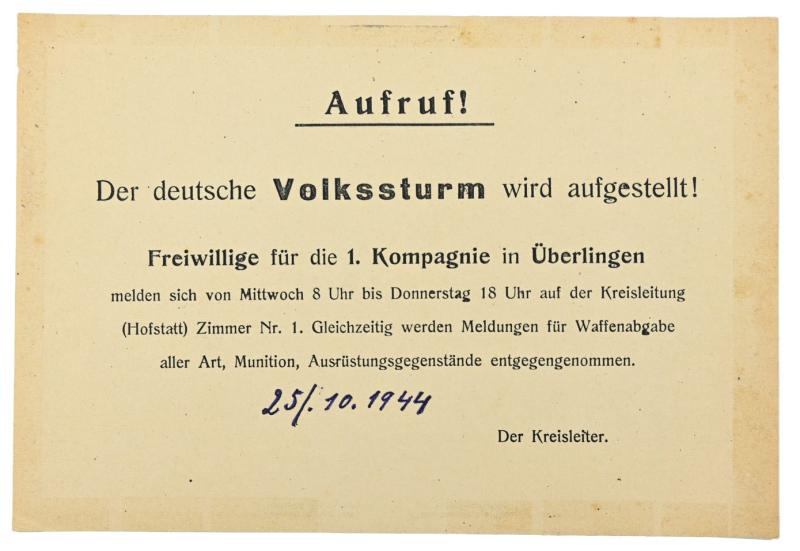 Aufruf!
Der deutsche Volkssturm wird aufgestellt!
Freiwillige für die 1. Kompagnie in Überlingen
melden sich von Mittwoch 8 Uhr bis Donnerstag 18 Uhr auf der Kreisleitung
(Hofstatt) Zimmer Nr. 1. Gleichzeitig werden Meldungen für Waffenabgabe
aller Art, Munition, Ausrüstungsgegenstände entgegengenommen.
25/. 10. 1944
Der Kreisleiter.